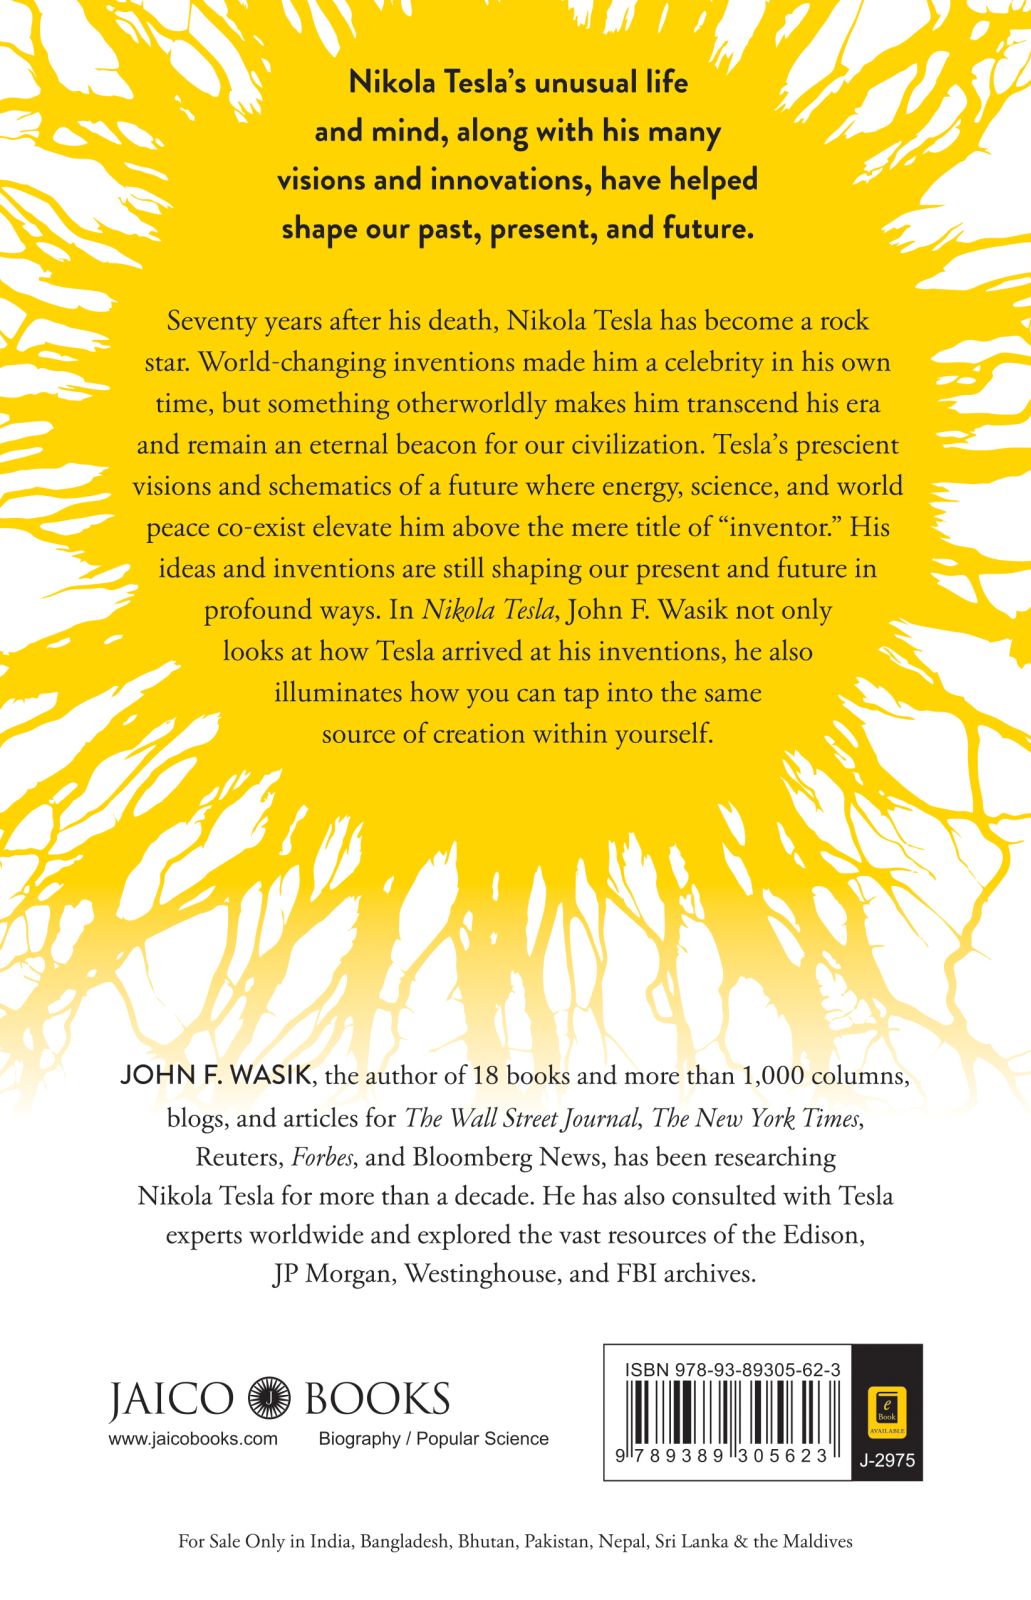 Nikola Tesla’s unusual life
and mind, along with his many
visions and innovations, have helped
shape our past, present, and future.
Seventy years after his death, Nikola Tesla has become a rock
star. World-changing inventions made him a celebrity in his own
time, but something otherworldly makes him transcend his era
and remain an eternal beacon for our civilization. Tesla’s prescient
visions and schematics of a future where energy, science, and world
peace co-exist elevate him above the mere title of “inventor.” His
ideas and inventions are still shaping our present and future in
profound ways. In Nikola Tesla, John F. Wasik not only
looks at how Tesla arrived at his inventions, he also
illuminates how you can tap into the same
source of creation within yourself.
JOHN F. WASIK, the author of 18 books and more than 1,000 columns,
blogs, and articles for The Wall Street Journal, The New York Times,
Reuters, Forbes, and Bloomberg News, has been researching
Nikola Tesla for more than a decade. He has also consulted with Tesla
experts worldwide and explored the vast resources of the Edison,
JP Morgan, Westinghouse, and FBI archives.
JAICO J BOOKS
www.jaicobooks.com Biography / Popular Science
ISBN 978-93-89305-62-3
9 789389 305623
e
Book
AVAILABLE
J-2975
For Sale Only in India, Bangladesh, Bhutan, Pakistan, Nepal, Sri Lanka & the Maldives